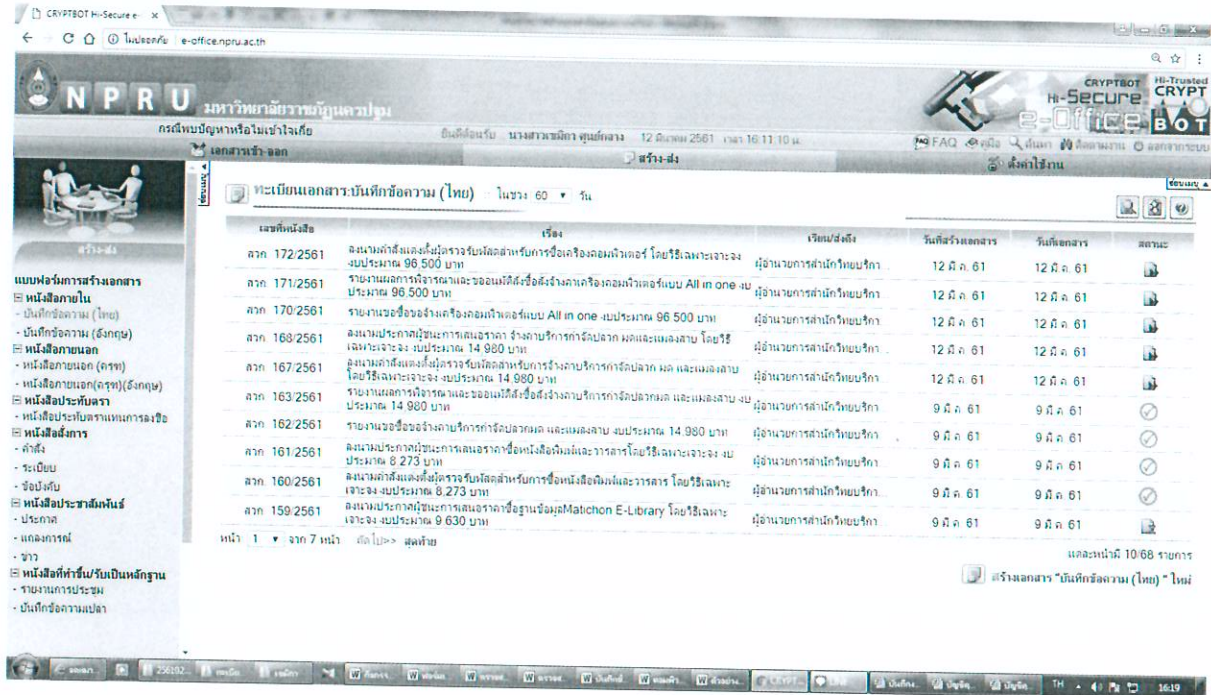 CRYPTBOT Hi-Secure e-
ไม่ปลอดภัย e-office.npru.ac.th
NPRU มหาวิทยาลัยราชภัฏนครปฐม
CRYPTBOT
Hi-Secure
e-Office
Hi-Trusted
CRYPT
BOT
กรณีพบปัญหาหรือไม่เข้าใจเกี่ย
ยินดีต้อนรับ นางสาวเขมิกา 12 มีนาคม 2561 เวลา 16:11:10 น.
FAQ คู่มือ ค้นหา ติดตามงาน ออกจากระบบ
เอกสารเข้า-ออก
สร้าง-ส่ง
ตั้งค่าใช้งาน
ซ่อนเมนู
สร้าง-ส่ง
ทะเบียนเอกสาร:บันทึกข้อความ (ไทย) ในช่วง 60 วัน
เลขที่หนังสือ เรื่อง เรียน/ส่งถึง วันที่สร้างเอกสาร วันที่เอกสาร สถานะ
สวท 172/2561 ลงนามคำสั่งแต่งตั้งผู้ตรวจรับพัสดุสำหรับการซื้อเครื่องคอมพิวเตอร์ โดยวิธีเฉพาะเจาะจง
งบประมาณ 96,500 บาท ผู้อำนวยการสำนักวิทยบริกา... 12 มี.ค. 61 12 มี.ค. 61
สวท 171/2561 รายงานผลการพิจารณาและขออนุมัติสั่งซื้อสั่งจ้างเครื่องคอมพิวเตอร์แบบ All in one งบ
ประมาณ 96,500 บาท ผู้อำนวยการสำนักวิทยบริกา... 12 มี.ค. 61 12 มี.ค. 61
สวท 170/2561 รายงานขอซื้อขอจ้างเครื่องคอมพิวเตอร์แบบ All in one งบประมาณ 96,500 บาท ผู้อำนวยการสำนักวิทยบริกา... 12 มี.ค. 61 12 มี.ค. 61
สวท 168/2561 ลงนามประกาศผู้ชนะการเสนอราคา จ้างค่าบริการกำจัดปลวก มดและแมลงสาบ โดยวิธี
เฉพาะเจาะจง งบประมาณ 14,980 บาท ผู้อำนวยการสำนักวิทยบริกา... 12 มี.ค. 61 12 มี.ค. 61
สวท 167/2561 ลงนามคำสั่งแต่งตั้งผู้ตรวจรับพัสดุสำหรับการจ้างค่าบริการกำจัดปลวก มด และแมลงสาบ
โดยวิธีเฉพาะเจาะจง งบประมาณ 14,980 บาท ผู้อำนวยการสำนักวิทยบริกา... 12 มี.ค. 61 12 มี.ค. 61
สวท 163/2561 รายงานผลการพิจารณาและขออนุมัติสั่งซื้อสั่งจ้างค่าบริการกำจัดปลวกมด และแมลงสาบ งบ
ประมาณ 14,980 บาท ผู้อำนวยการสำนักวิทยบริกา... 9 มี.ค. 61 9 มี.ค. 61
สวท 162/2561 รายงานขอซื้อขอจ้างค่าบริการกำจัดปลวกมด และแมลงสาบ งบประมาณ 14,980 บาท ผู้อำนวยการสำนักวิทยบริกา... 9 มี.ค. 61 9 มี.ค. 61
สวท 161/2561 ลงนามประกาศผู้ชนะการเสนอราคาซื้อหนังสือพิมพ์และวารสารโดยวิธีเฉพาะเจาะจง งบ
ประมาณ 8,273 บาท ผู้อำนวยการสำนักวิทยบริกา... 9 มี.ค. 61 9 มี.ค. 61
สวท 160/2561 ลงนามคำสั่งแต่งตั้งผู้ตรวจรับพัสดุสำหรับการซื้อหนังสือพิมพ์และวารสาร โดยวิธีเฉพาะ
เจาะจง งบประมาณ 8,273 บาท ผู้อำนวยการสำนักวิทยบริกา... 9 มี.ค. 61 9 มี.ค. 61
สวท 159/2561 ลงนามประกาศผู้ชนะการเสนอราคาซื้อฐานข้อมูลMatichon E-Library โดยวิธีเฉพาะ
เจาะจง งบประมาณ 9,630 บาท ผู้อำนวยการสำนักวิทยบริกา... 9 มี.ค. 61 9 มี.ค. 61
หน้า 1 จาก 7 หน้า ถัดไป>> สุดท้าย
แต่ละหน้ามี 10/68 รายการ
สร้างเอกสาร "บันทึกข้อความ (ไทย) " ใหม่
แบบฟอร์มการสร้างเอกสาร
หนังสือภายใน
- บันทึกข้อความ (ไทย)
- บันทึกข้อความ (อังกฤษ)
หนังสือภายนอก
- หนังสือภายนอก (ครุฑ)
- หนังสือภายนอก(ครุฑ)(อังกฤษ)
หนังสือประทับตรา
- หนังสือประทับตราแทนการลงชื่อ
หนังสือสั่งการ
- คำสั่ง
- ระเบียบ
- ข้อบังคับ
หนังสือประชาสัมพันธ์
- ประกาศ
- แถลงการณ์
- ข่าว
หนังสือที่ทำขึ้น/รับเป็นหลักฐาน
- รายงานการประชุม
- บันทึกข้อความเปล่า
TH 16:19